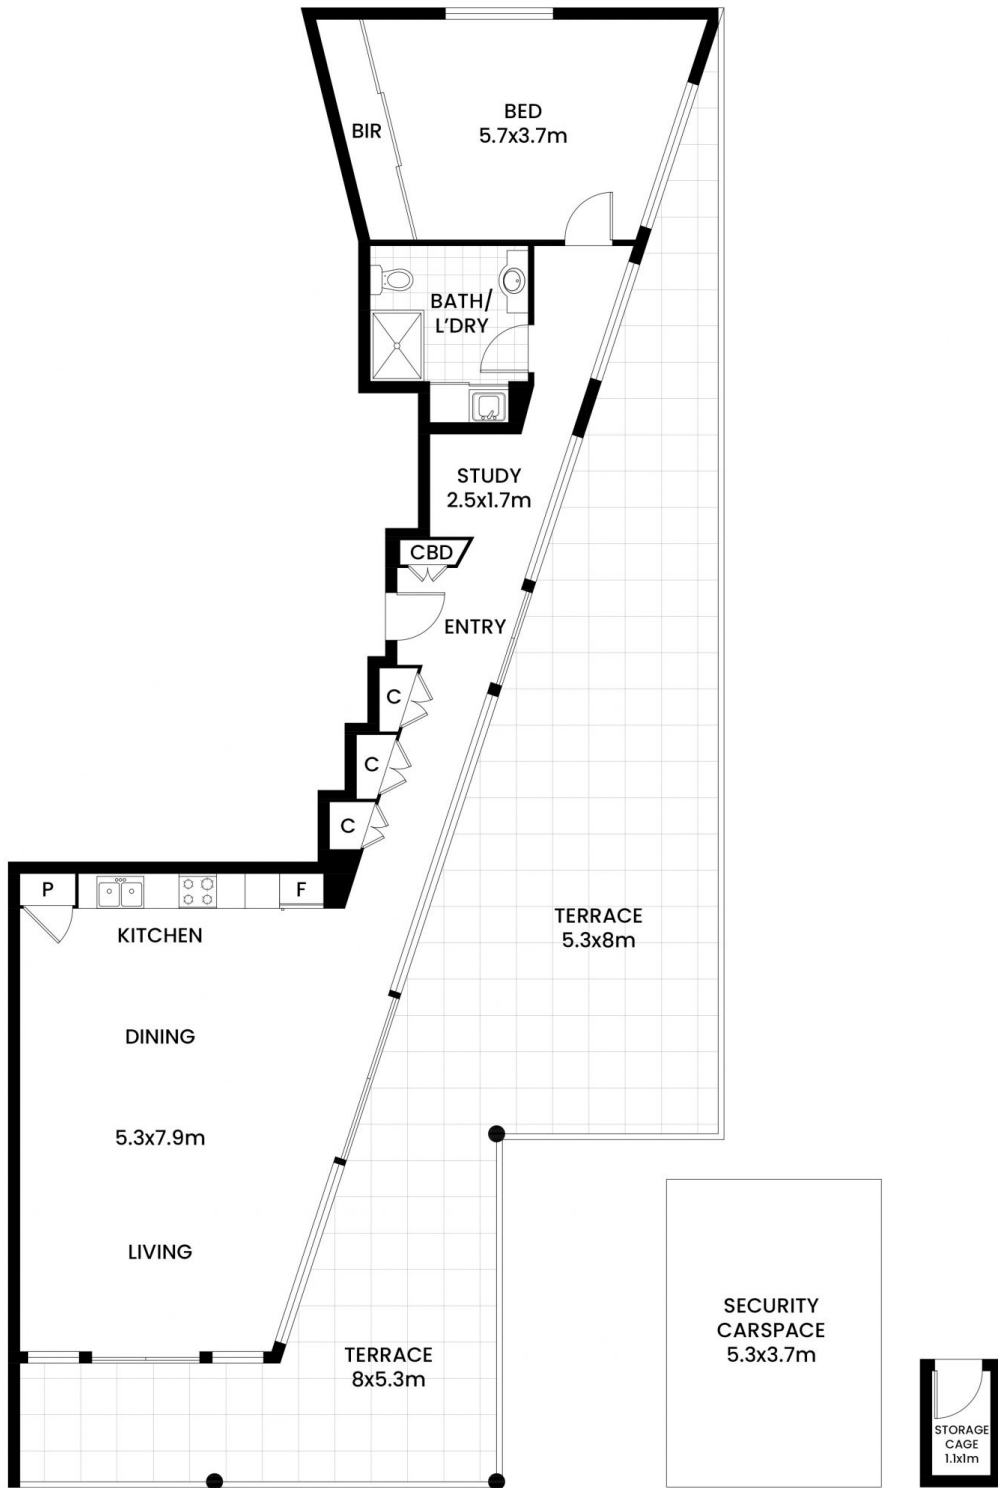 BED
5.7x3.7m
BIR
BATH/
L'DRY
STUDY
2.5x1.7m
CBD
ENTRY
C
C
C
P
F
KITCHEN
TERRACE
5.3x8m
DINING
5.3x7.9m
LIVING
TERRACE
8x5.3m
SECURITY
CARSPACE
5.3x3.7m
STORAGE
CAGE
1.1x1m